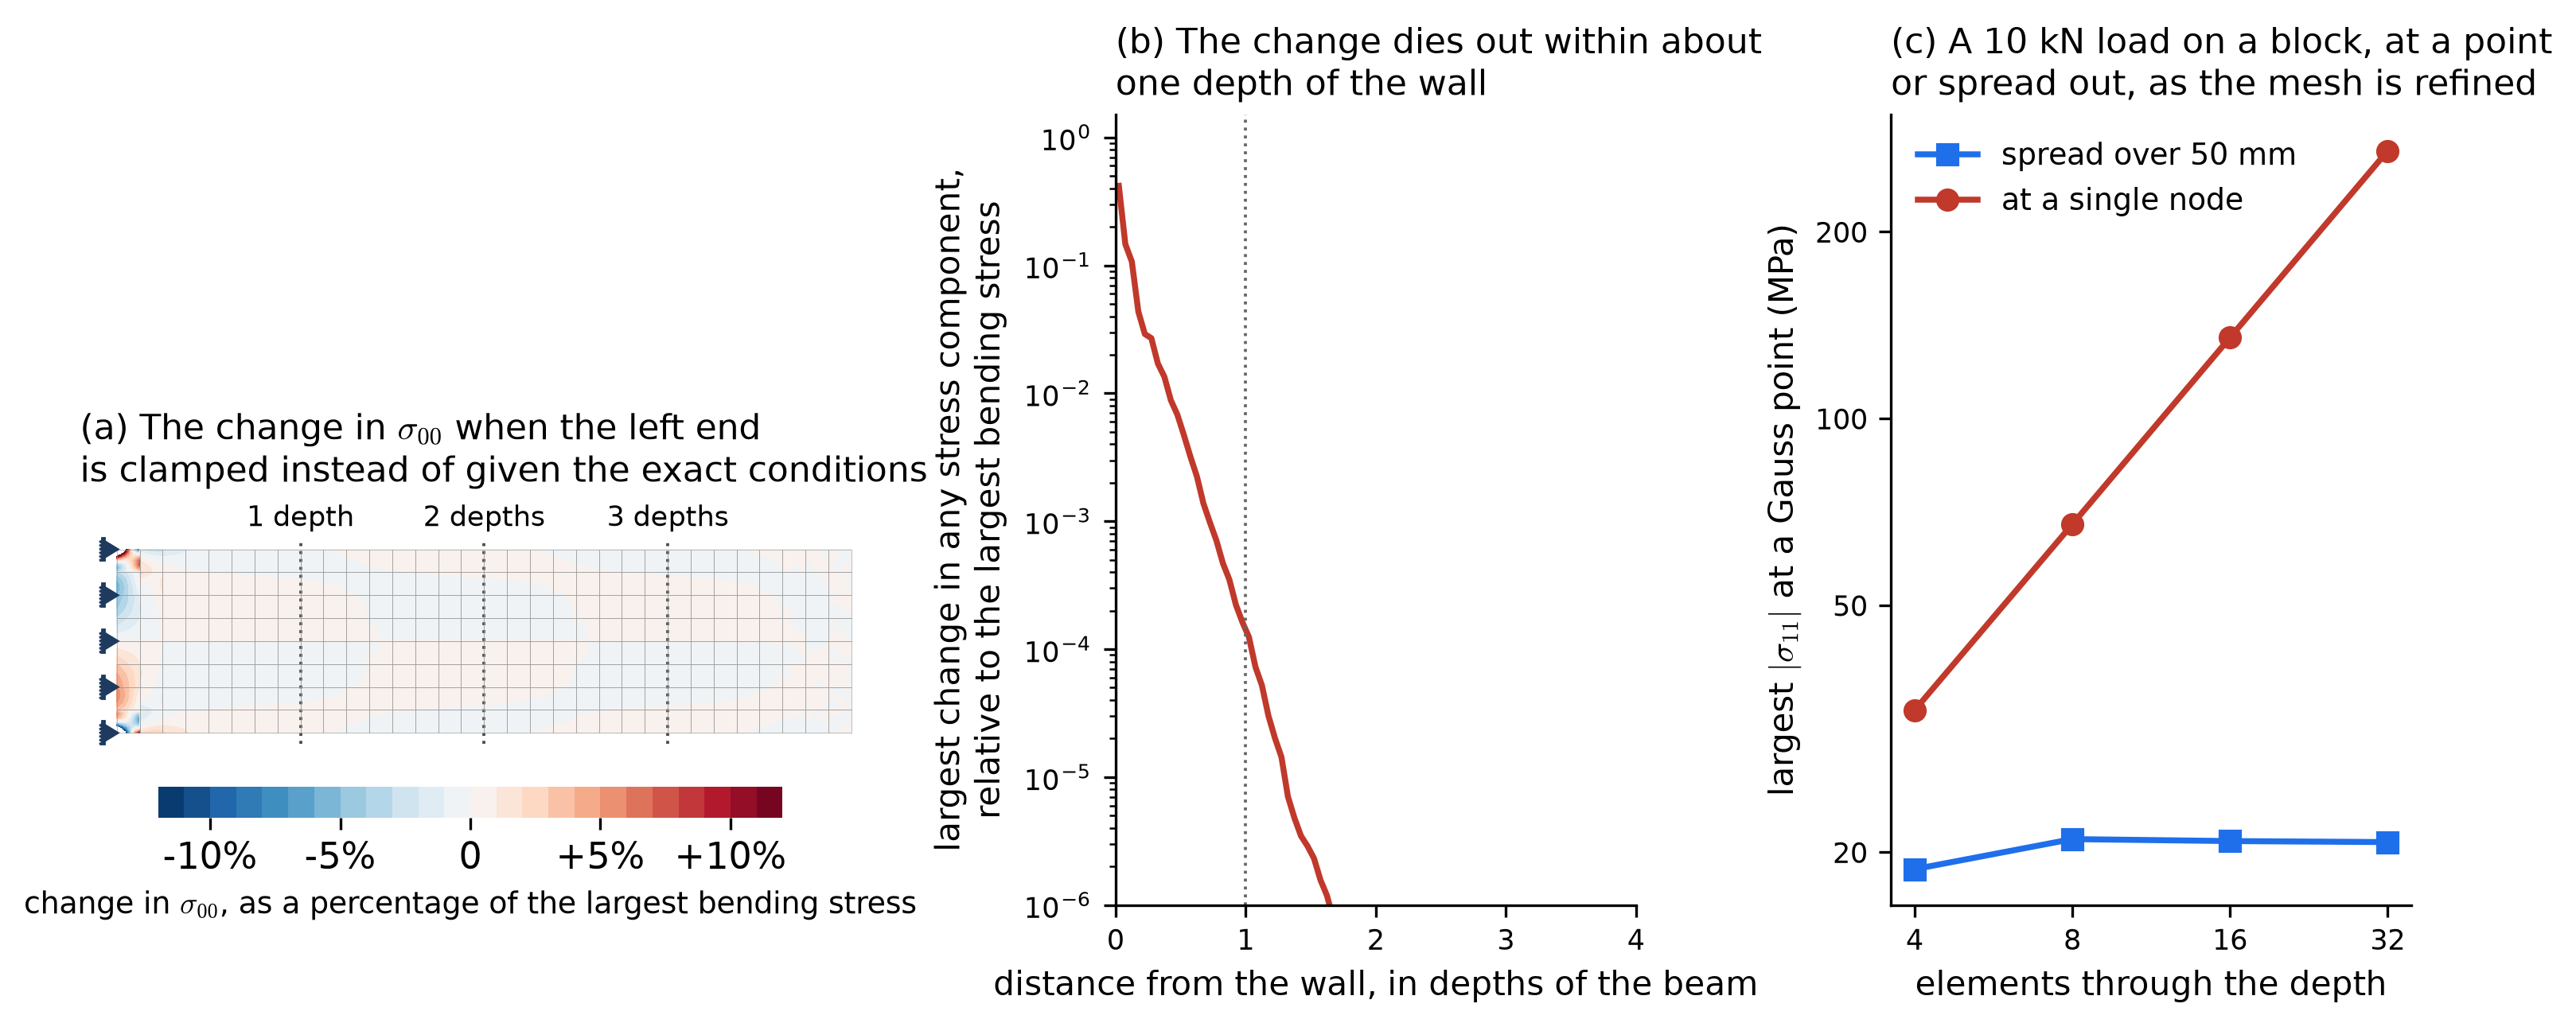 (a) The change in σ₀₀ when the left end
is clamped instead of given the exact conditions
1 depth
2 depths
3 depths
-10%
-5%
0
+5%
+10%
change in σ₀₀, as a percentage of the largest bending stress
(b) The change dies out within about
one depth of the wall
largest change in any stress component,
relative to the largest bending stress
10⁰
10⁻¹
10⁻²
10⁻³
10⁻⁴
10⁻⁵
10⁻⁶
0
1
2
3
4
distance from the wall, in depths of the beam
(c) A 10 kN load on a block, at a point
or spread out, as the mesh is refined
spread over 50 mm
at a single node
largest |σ₁₁| at a Gauss point (MPa)
200
100
50
20
4
8
16
32
elements through the depth